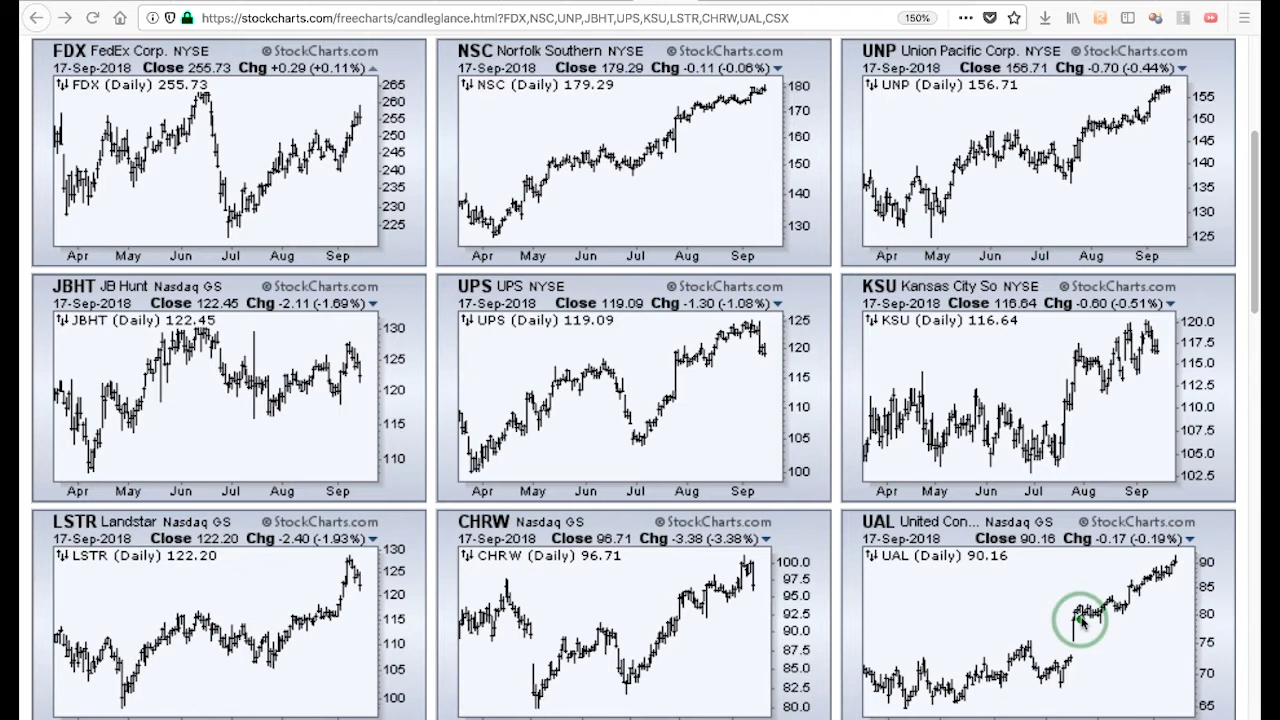 https://stockcharts.com/freecharts/candleglance.html?FDX,NSC,UNP,JBHT,UPS,KSU,LSTR,CHRW,UAL,CSX
150%
FDX FedEx Corp. NYSE © StockCharts.com
17-Sep-2018 Close 255.73 Chg +0.29 (+0.11%)
FDX (Daily) 255.73
265
260
255
250
245
240
235
230
225
Apr May Jun Jul Aug Sep
NSC Norfolk Southern NYSE © StockCharts.com
17-Sep-2018 Close 179.29 Chg -0.11 (-0.06%)
NSC (Daily) 179.29
180
170
160
150
140
130
Apr May Jun Jul Aug Sep
UNP Union Pacific Corp. NYSE © StockCharts.com
17-Sep-2018 Close 156.71 Chg -0.70 (-0.44%)
UNP (Daily) 156.71
155
150
145
140
135
130
125
Apr May Jun Jul Aug Sep
JBHT JB Hunt Nasdaq GS © StockCharts.com
17-Sep-2018 Close 122.45 Chg -2.11 (-1.69%)
JBHT (Daily) 122.45
130
125
120
115
110
Apr May Jun Jul Aug Sep
UPS UPS NYSE © StockCharts.com
17-Sep-2018 Close 119.09 Chg -1.30 (-1.08%)
UPS (Daily) 119.09
125
120
115
110
105
100
Apr May Jun Jul Aug Sep
KSU Kansas City So NYSE © StockCharts.com
17-Sep-2018 Close 116.64 Chg -0.60 (-0.51%)
KSU (Daily) 116.64
120.0
117.5
115.0
112.5
110.0
107.5
105.0
102.5
Apr May Jun Jul Aug Sep
LSTR Landstar Nasdaq GS © StockCharts.com
17-Sep-2018 Close 122.20 Chg -2.40 (-1.93%)
LSTR (Daily) 122.20
130
125
120
115
110
105
100
CHRW Nasdaq GS © StockCharts.com
17-Sep-2018 Close 96.71 Chg -3.38 (-3.38%)
CHRW (Daily) 96.71
100.0
97.5
95.0
92.5
90.0
87.5
85.0
82.5
80.0
UAL United Con... Nasdaq GS © StockCharts.com
17-Sep-2018 Close 90.16 Chg -0.17 (-0.19%)
UAL (Daily) 90.16
90
85
80
75
70
65